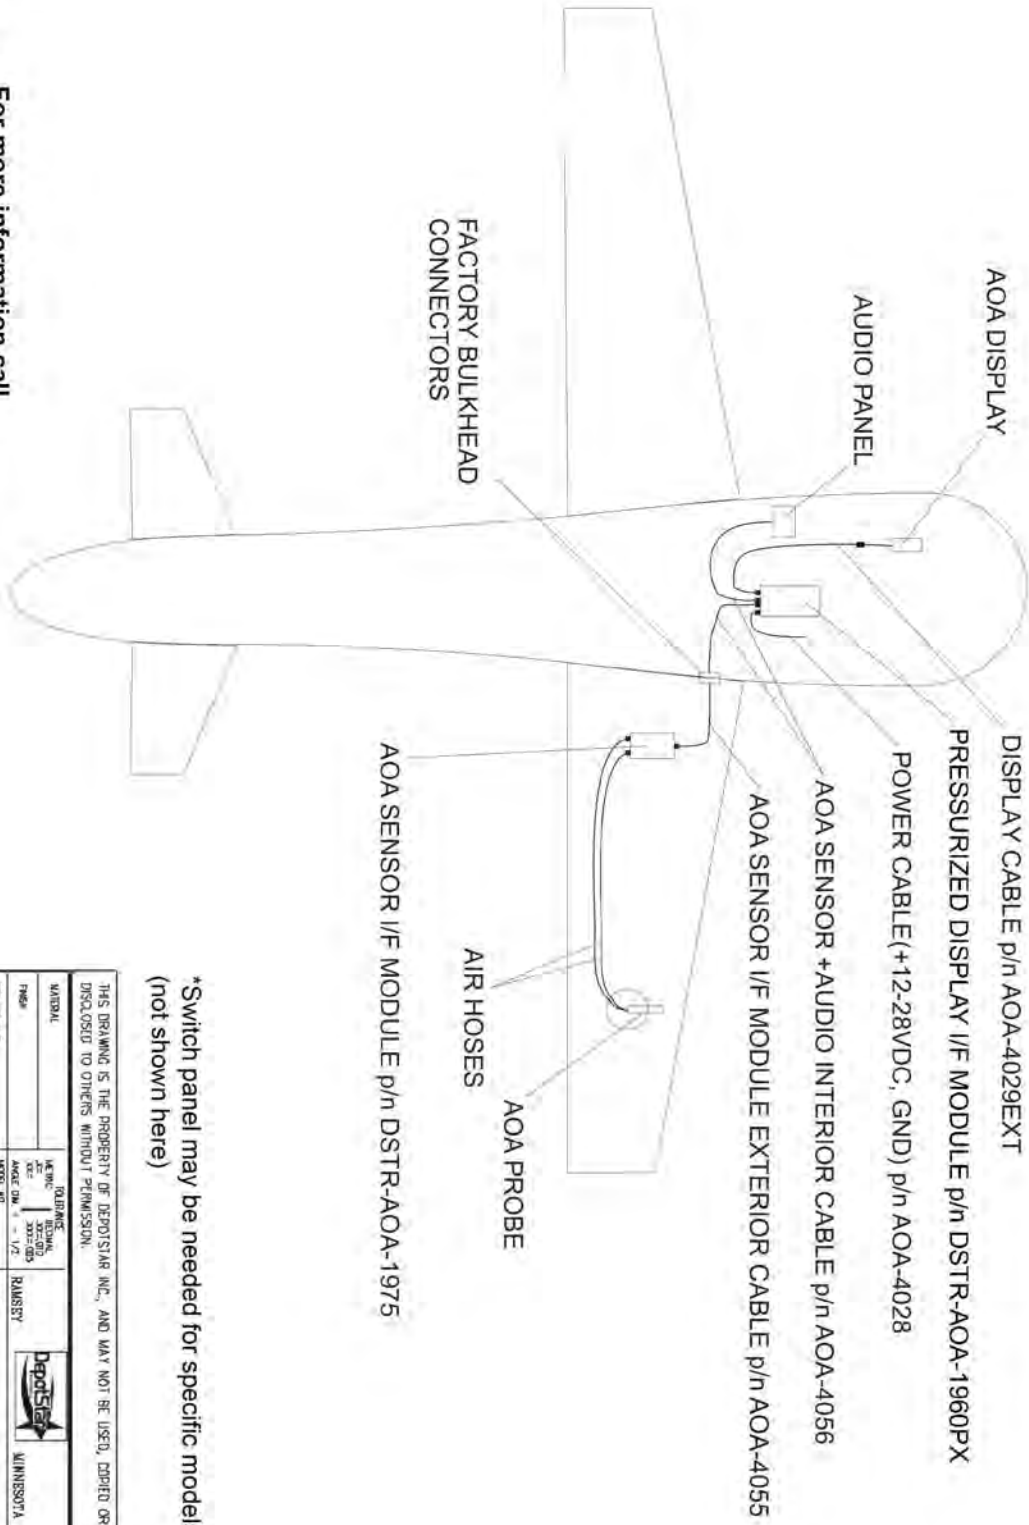 AOA DISPLAY
AUDIO PANEL
FACTORY BULKHEAD
CONNECTORS
DISPLAY CABLE p/n AOA-4029EXT
PRESSURIZED DISPLAY I/F MODULE p/n DSTR-AOA-1960PX
POWER CABLE(+12-28VDC, GND) p/n AOA-4028
AOA SENSOR +AUDIO INTERIOR CABLE p/n AOA-4056
AOA SENSOR I/F MODULE EXTERIOR CABLE p/n AOA-4055
AIR HOSES
AOA PROBE
AOA SENSOR I/F MODULE p/n DSTR-AOA-1975
*Switch panel may be needed for specific model
(not shown here)
For more information call
THIS DRAWING IS THE PROPERTY OF DEPOTSTAR INC., AND MAY NOT BE USED, COPIED OR
DISCLOSED TO OTHERS WITHOUT PERMISSION.
MATERIAL
FINISH
TOLERANCE
METRIC
DECIMAL
RAMSEY
DepotStar
MINNESOTA